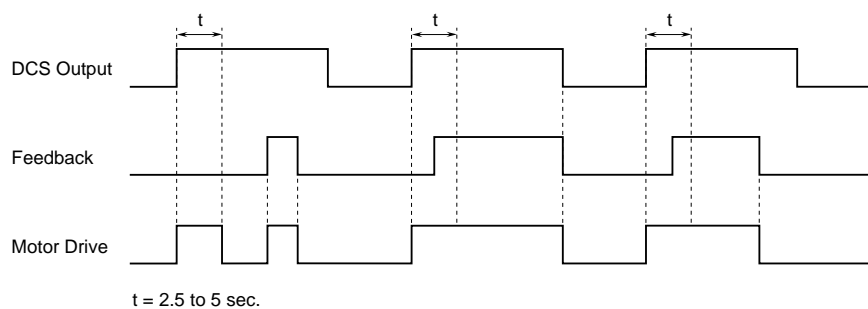 t t t
DCS Output
Feedback
Motor Drive
t = 2.5 to 5 sec.